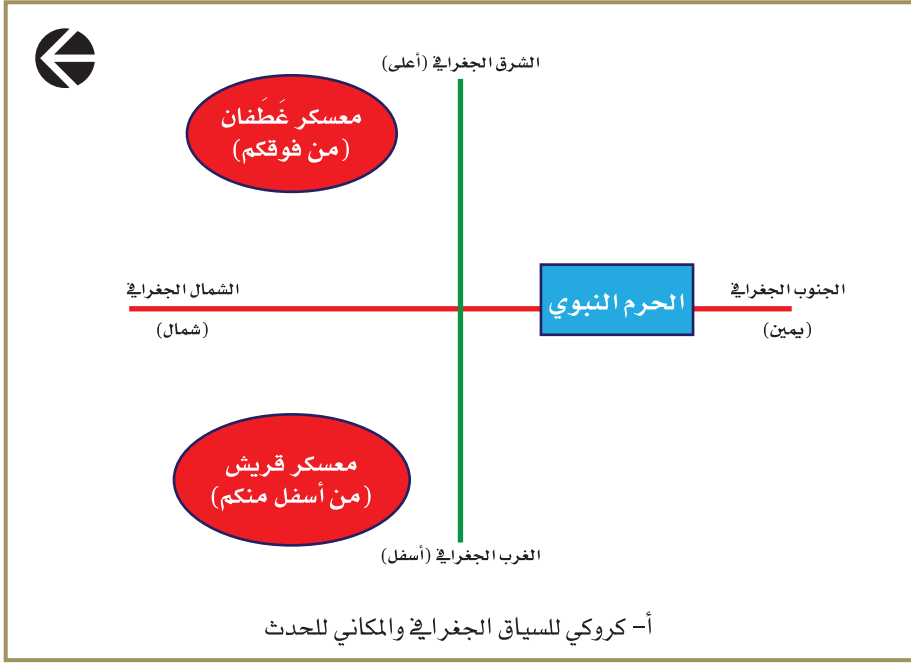 الشرق الجغرافي (أعلى)
معسكر غَطَفان
(من فوقكم)
الجنوب الجغرافي
(يمين)
الحرم النبوي
الشمال الجغرافي
(شمال)
معسكر قريش
(من أسفل منكم)
الغرب الجغرافي (أسفل)
أ- كروكي للسياق الجغرافي والمكاني للحدث